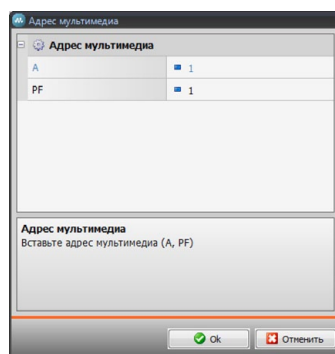 Адрес мультимедиа
Адрес мультимедиа
A 1
PF 1
Адрес мультимедиа
Вставьте адрес мультимедиа (A, PF)
Ok Отменить